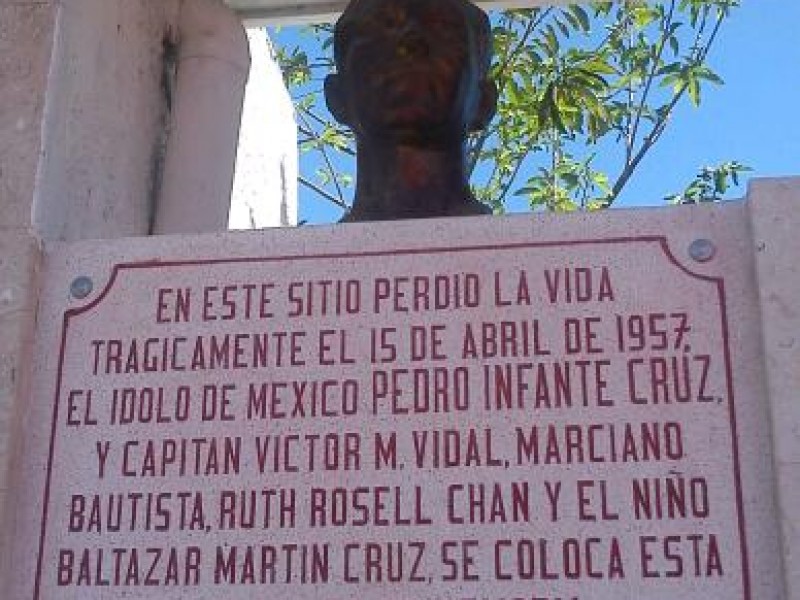 EN ESTE SITIO PERDIO LA VIDA
TRAGICAMENTE EL 15 DE ABRIL DE 1957,
EL IDOLO DE MEXICO PEDRO INFANTE CRUZ,
Y CAPITAN VICTOR M. VIDAL, MARCIANO
BAUTISTA, RUTH ROSELL CHAN Y EL NIÑO
BALTAZAR MARTIN CRUZ, SE COLOCA ESTA